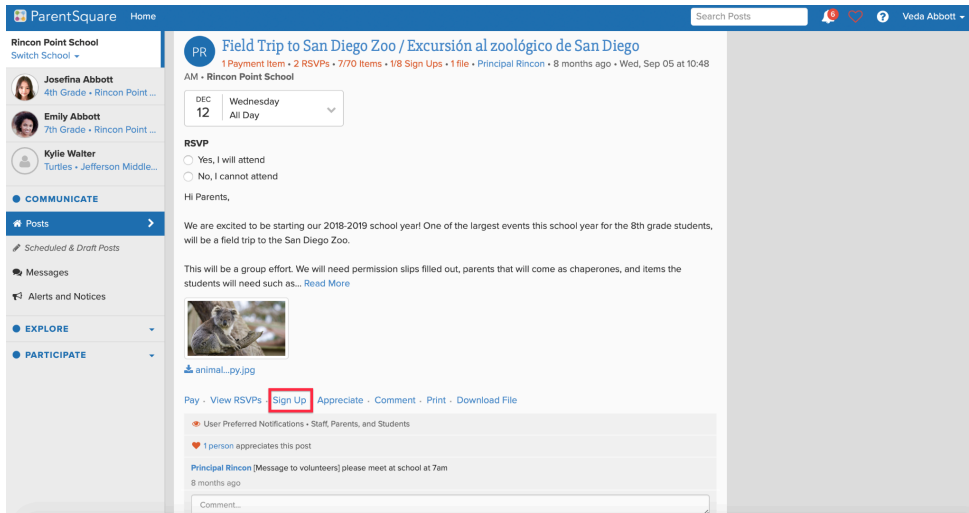 ParentSquare Home
Search Posts
6
?
Veda Abbott
Rincon Point School
Switch School
Josefina Abbott
4th Grade • Rincon Point ...
Emily Abbott
7th Grade • Rincon Point ...
Kylie Walter
Turtles • Jefferson Middle...
COMMUNICATE
Posts
Scheduled & Draft Posts
Messages
Alerts and Notices
EXPLORE
PARTICIPATE
PR
Field Trip to San Diego Zoo / Excursión al zoológico de San Diego
1 Payment Item • 2 RSVPs • 7/70 Items • 1/8 Sign Ups • 1 file • Principal Rincon • 8 months ago • Wed, Sep 05 at 10:48
AM • Rincon Point School
DEC
12
Wednesday
All Day
RSVP
Yes, I will attend
No, I cannot attend
Hi Parents,
We are excited to be starting our 2018-2019 school year! One of the largest events this school year for the 8th grade students,
will be a field trip to the San Diego Zoo.
This will be a group effort. We will need permission slips filled out, parents that will come as chaperones, and items the
students will need such as... Read More
animal...py.jpg
Pay · View RSVPs · Sign Up · Appreciate · Comment · Print · Download File
User Preferred Notifications • Staff, Parents, and Students
1 person appreciates this post
Principal Rincon [Message to volunteers] please meet at school at 7am
8 months ago
Comment...